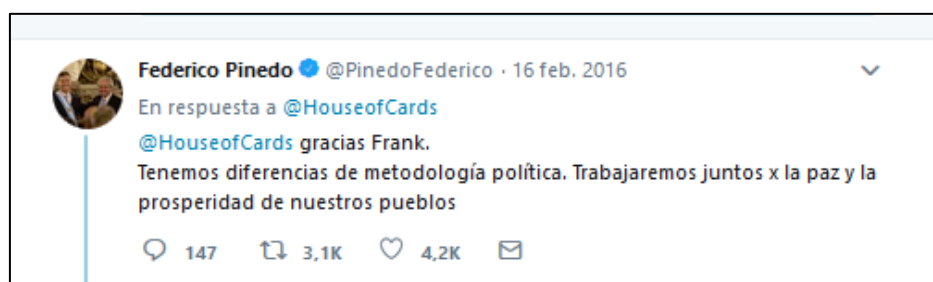 Federico Pinedo @PinedoFederico · 16 feb. 2016
En respuesta a @HouseofCards
@HouseofCards gracias Frank.
Tenemos diferencias de metodología política. Trabajaremos juntos x la paz y la
prosperidad de nuestros pueblos
147 3,1K 4,2K